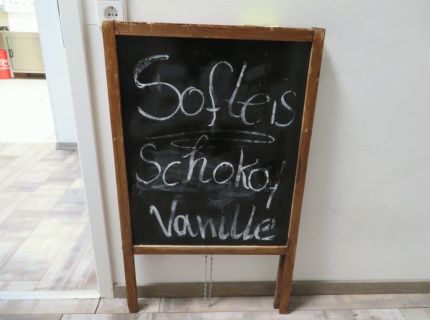 Softeis
Schoko/
Vanille